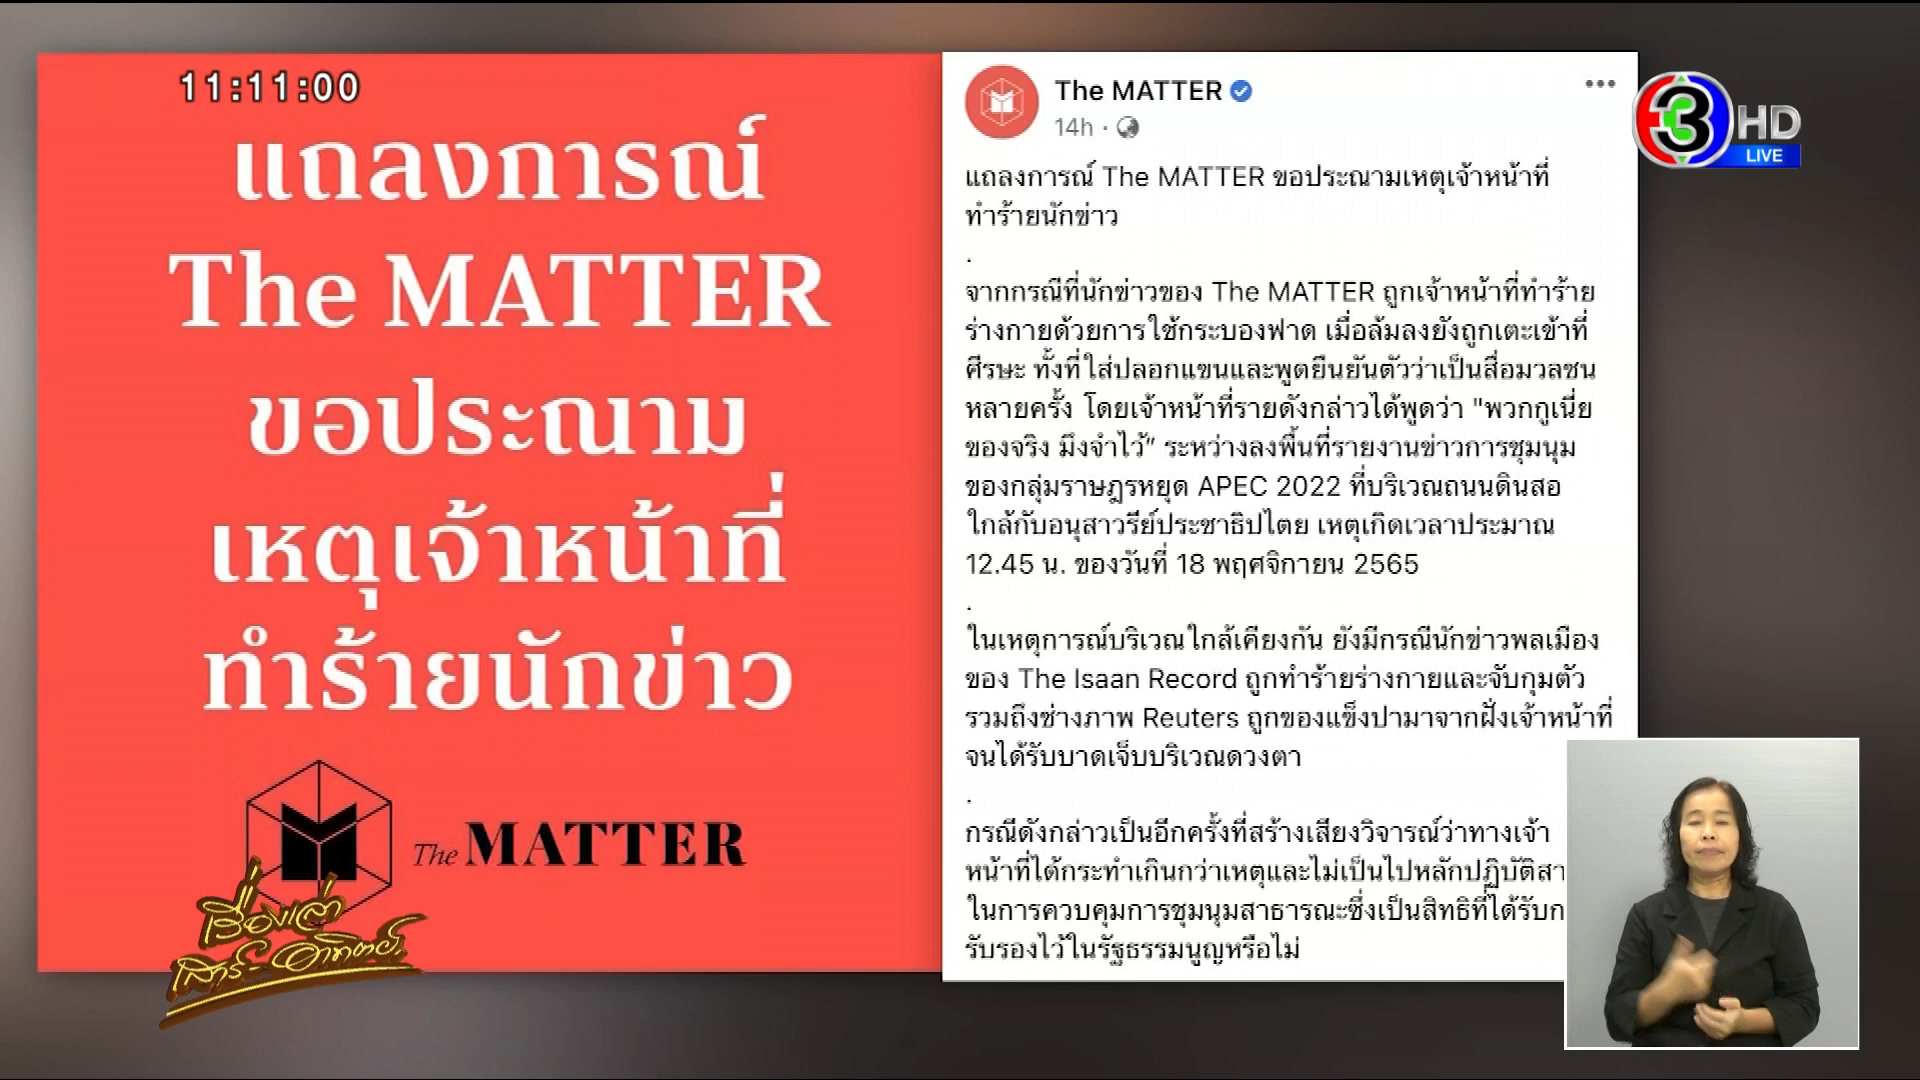 11:11:00
แถลงการณ์
The MATTER
ขอประณาม
เหตุเจ้าหน้าที่
ทำร้ายนักข่าว
The MATTER
เรื่องเล่า
เสาร์-อาทิตย์
The MATTER
14h ·
แถลงการณ์ The MATTER ขอประณามเหตุเจ้าหน้าที่
ทำร้ายนักข่าว
.
จากกรณีที่นักข่าวของ The MATTER ถูกเจ้าหน้าที่ทำร้าย
ร่างกายด้วยการใช้กระบองฟาด เมื่อล้มลงยังถูกเตะเข้าที่
ศีรษะ ทั้งที่ใส่ปลอกแขนและพูดยืนยันตัวว่าเป็นสื่อมวลชน
หลายครั้ง โดยเจ้าหน้าที่รายดังกล่าวได้พูดว่า "พวกกูเนี่ย
ของจริง มึงจำไว้" ระหว่างลงพื้นที่รายงานข่าวการชุมนุม
ของกลุ่มราษฎรหยุด APEC 2022 ที่บริเวณถนนดินสอ
ใกล้กับอนุสาวรีย์ประชาธิปไตย เหตุเกิดเวลาประมาณ
12.45 น. ของวันที่ 18 พฤศจิกายน 2565
.
ในเหตุการณ์บริเวณใกล้เคียงกัน ยังมีกรณีนักข่าวพลเมือง
ของ The Isaan Record ถูกทำร้ายร่างกายและจับกุมตัว
รวมถึงช่างภาพ Reuters ถูกของแข็งปามาจากฝั่งเจ้าหน้าที่
จนได้รับบาดเจ็บบริเวณดวงตา
.
กรณีดังกล่าวเป็นอีกครั้งที่สร้างเสียงวิจารณ์ว่าทางเจ้า
หน้าที่ได้กระทำเกินกว่าเหตุและไม่เป็นไปหลักปฏิบัติสา
ในการควบคุมการชุมนุมสาธารณะซึ่งเป็นสิทธิที่ได้รับก
รับรองไว้ในรัฐธรรมนูญหรือไม่
3 HD
LIVE